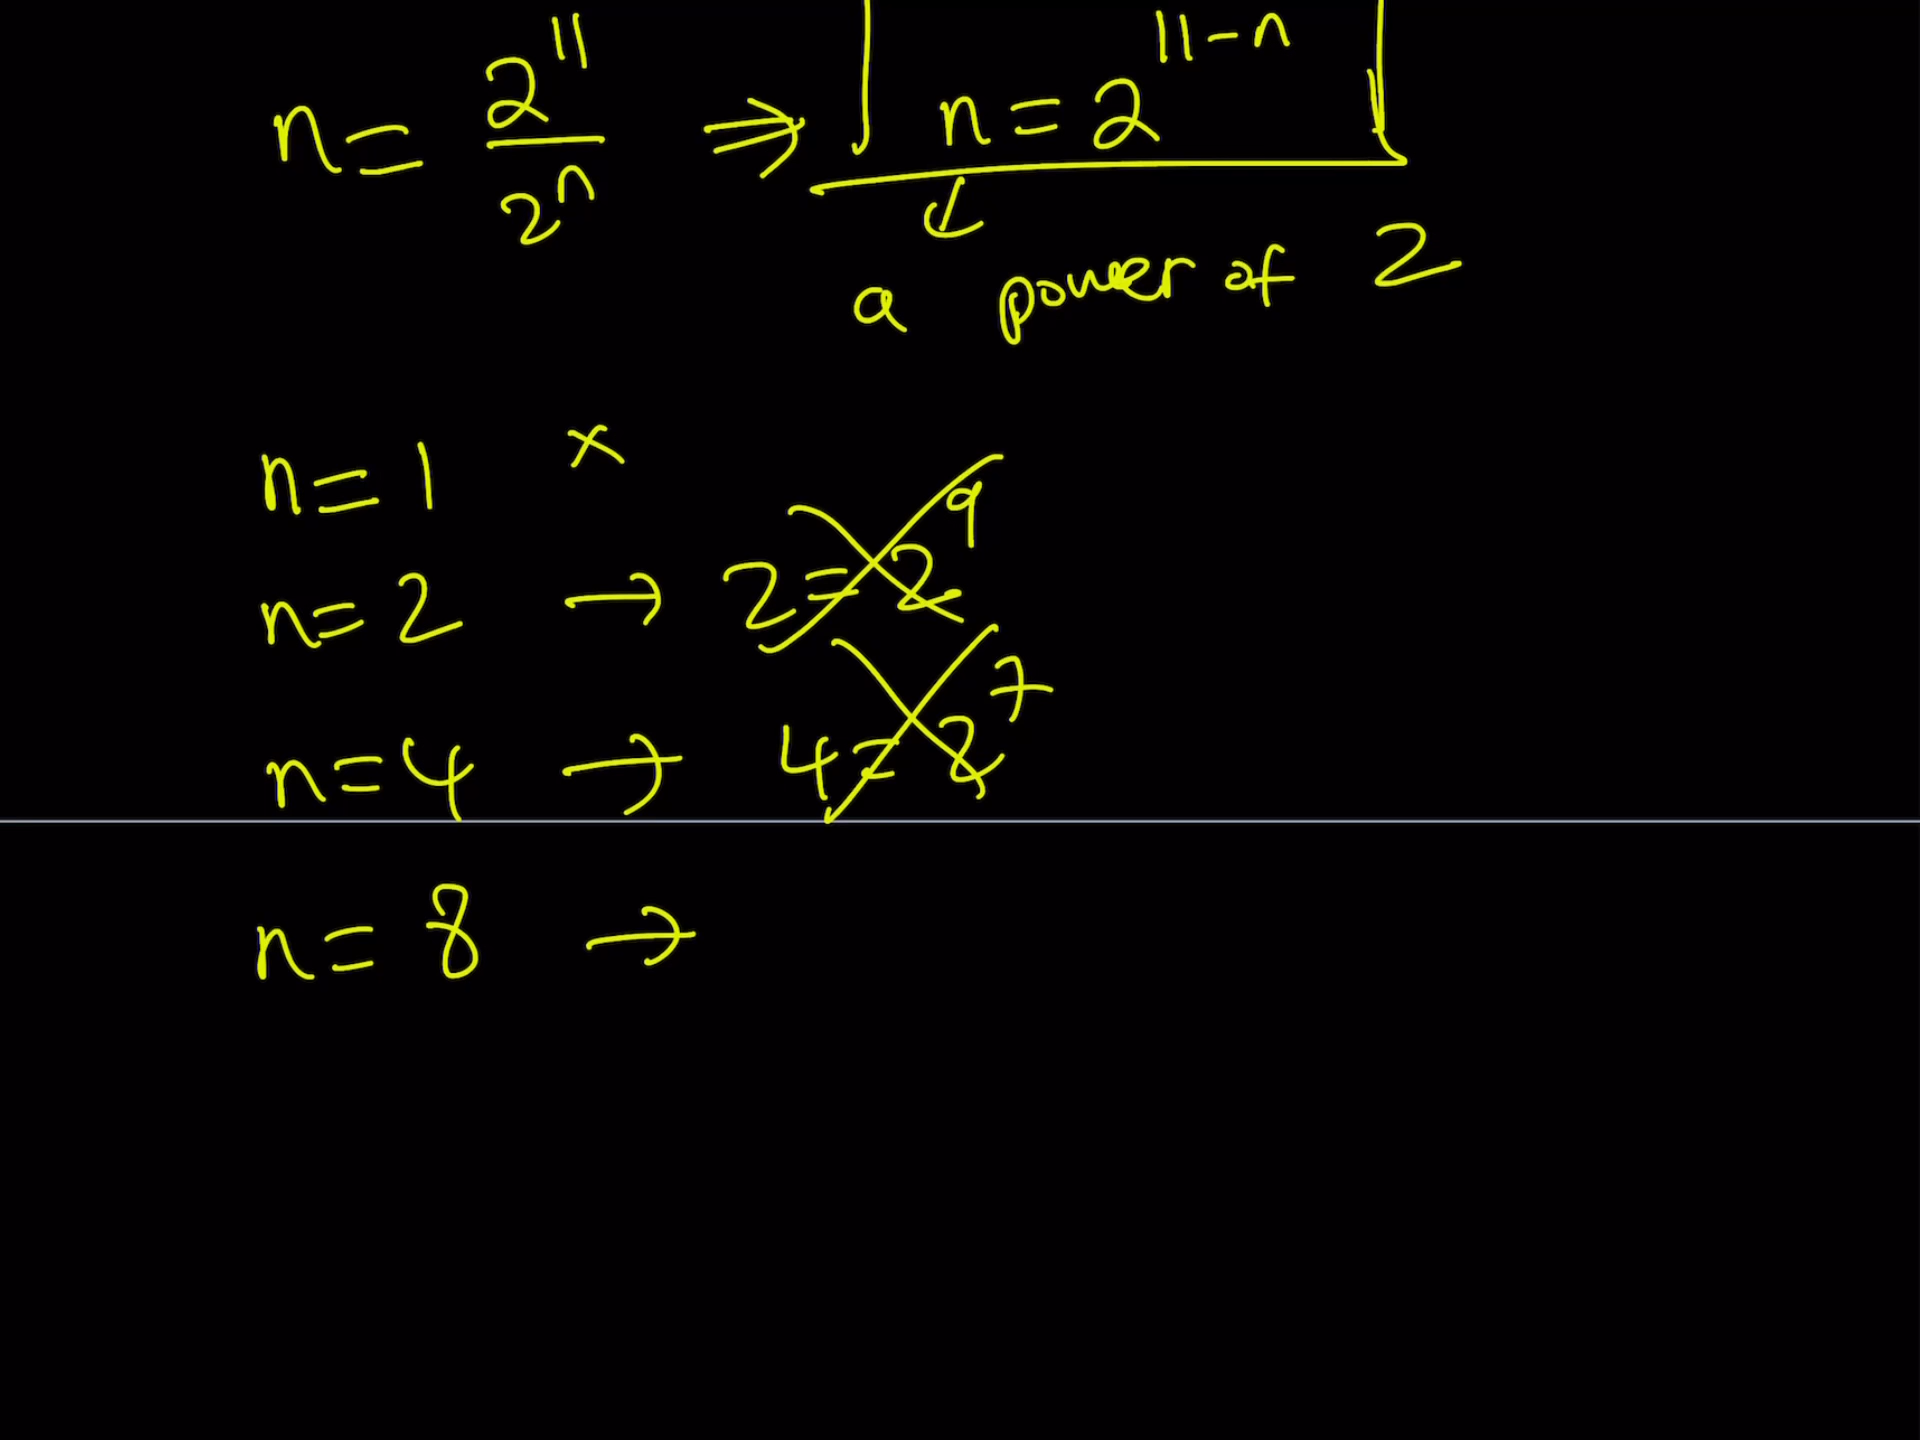 n = 2^11 / 2^n ⇒ n = 2^(11-n)
a power of 2
n = 1 ×
n = 2 → 2 = 2^9
n = 4 → 4 = 2^7
n = 8 →